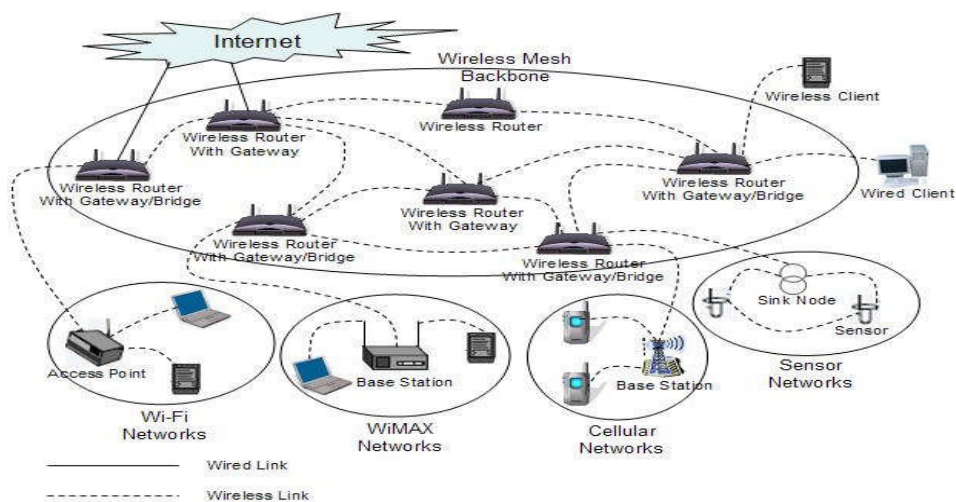 Internet
Wireless Mesh
Backbone
Wireless Client
Wireless Router
Wireless Router
With Gateway
Wireless Router
With Gateway/Bridge
Wireless Router
With Gateway/Bridge
Wired Client
Wireless Router
With Gateway
Wireless Router
With Gateway/Bridge
Wireless Router
With Gateway/Bridge
Sink Node
Sensor
Access Point
Base Station
Base Station
Sensor
Networks
Wi-Fi
Networks
WiMAX
Networks
Cellular
Networks
Wired Link
Wireless Link